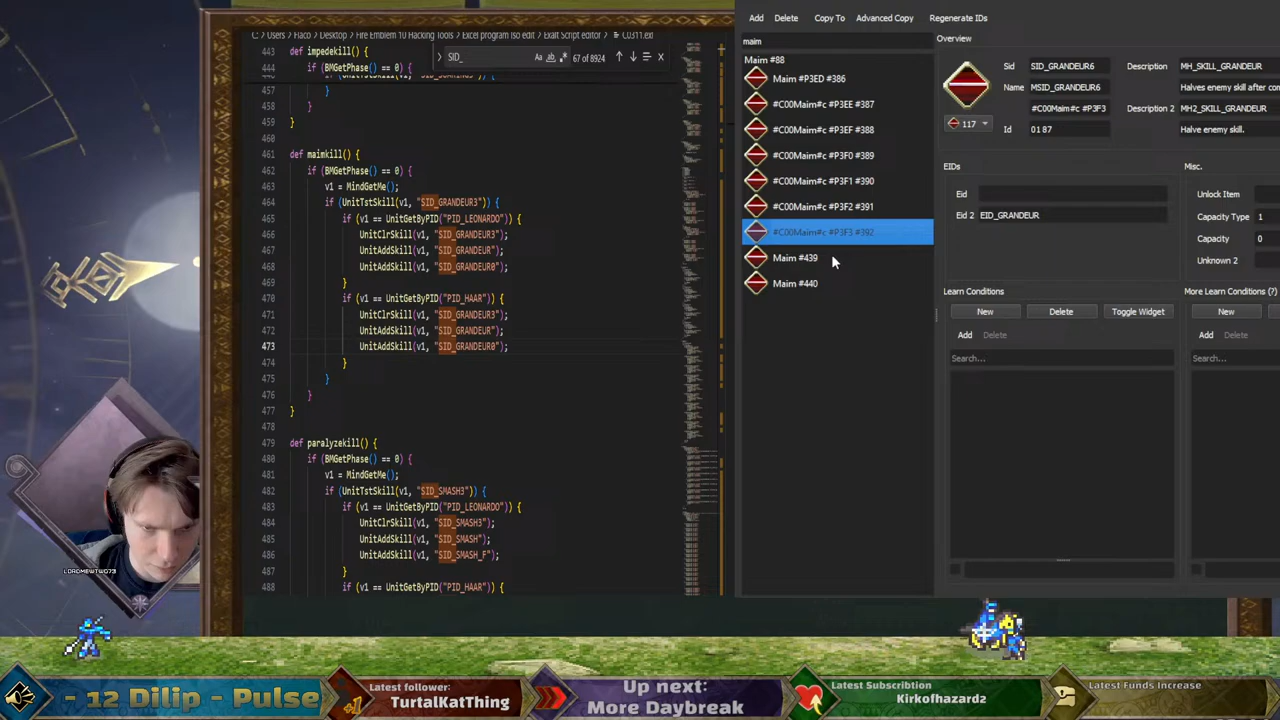 C: > Users > Flaco > Desktop > Fire Emblem 10 Hacking Tools > Excel program Iso edit > Exalt Script editor > C0311.exl
SID_
Aa
67 of 8924
443 def impedekill() {
444 if (BMGetPhase() == 0) {
457 }
458 }
459 }
460
461 def maimkill() {
462 if (BMGetPhase() == 0) {
463 v1 = MindGetMe();
464 if (UnitTstSkill(v1, "SID_GRANDEUR3")) {
465 if (v1 == UnitGetByPID("PID_LEONARDO")) {
466 UnitClrSkill(v1, "SID_GRANDEUR3");
467 UnitAddSkill(v1, "SID_GRANDEUR");
468 UnitAddSkill(v1, "SID_GRANDEUR0");
469 }
470 if (v1 == UnitGetByPID("PID_HAAR")) {
471 UnitClrSkill(v1, "SID_GRANDEUR3");
472 UnitAddSkill(v1, "SID_GRANDEUR");
473 UnitAddSkill(v1, "SID_GRANDEUR0");
474 }
475 }
476 }
477 }
478
479 def paralyzekill() {
480 if (BMGetPhase() == 0) {
481 v1 = MindGetMe();
482 if (UnitTstSkill(v1, "SID_SMASH3")) {
483 if (v1 == UnitGetByPID("PID_LEONARDO")) {
484 UnitClrSkill(v1, "SID_SMASH3");
485 UnitAddSkill(v1, "SID_SMASH");
486 UnitAddSkill(v1, "SID_SMASH_F");
487 }
488 if (v1 == UnitGetByPID("PID_HAAR")) {
Add Delete Copy To Advanced Copy Regenerate IDs
maim
Maim #88
Maim #P3ED #386
#C00Maim#c #P3EE #387
#C00Maim#c #P3EF #388
#C00Maim#c #P3F0 #389
#C00Maim#c #P3F1 #390
#C00Maim#c #P3F2 #391
#C00Maim#c #P3F3 #392
Maim #439
Maim #440
Overview
Sid SID_GRANDEUR6 Description MH_SKILL_GRANDEUR
Name MSID_GRANDEUR6 Halves enemy skill after con
#C00Maim#c #P3F3 Description 2 MH2_SKILL_GRANDEUR
117 Id 01 87 Halve enemy skill.
EIDs
Eid
Eid 2 EID_GRANDEUR
Misc.
Unlock Item
Capacity Type 1
Capacity 0
Unknown 2
Learn Conditions
New Delete Toggle Widget
Add Delete
Search...
More Learn Conditions (?)
New
Add Delete
Search...
LORDMEWTWO73
- 12 Dilip - Pulse
Latest follower:
TurtalKatThing
Up next:
More Daybreak
Latest Subscribtion
Kirkofhazard2
Latest Funds Increase